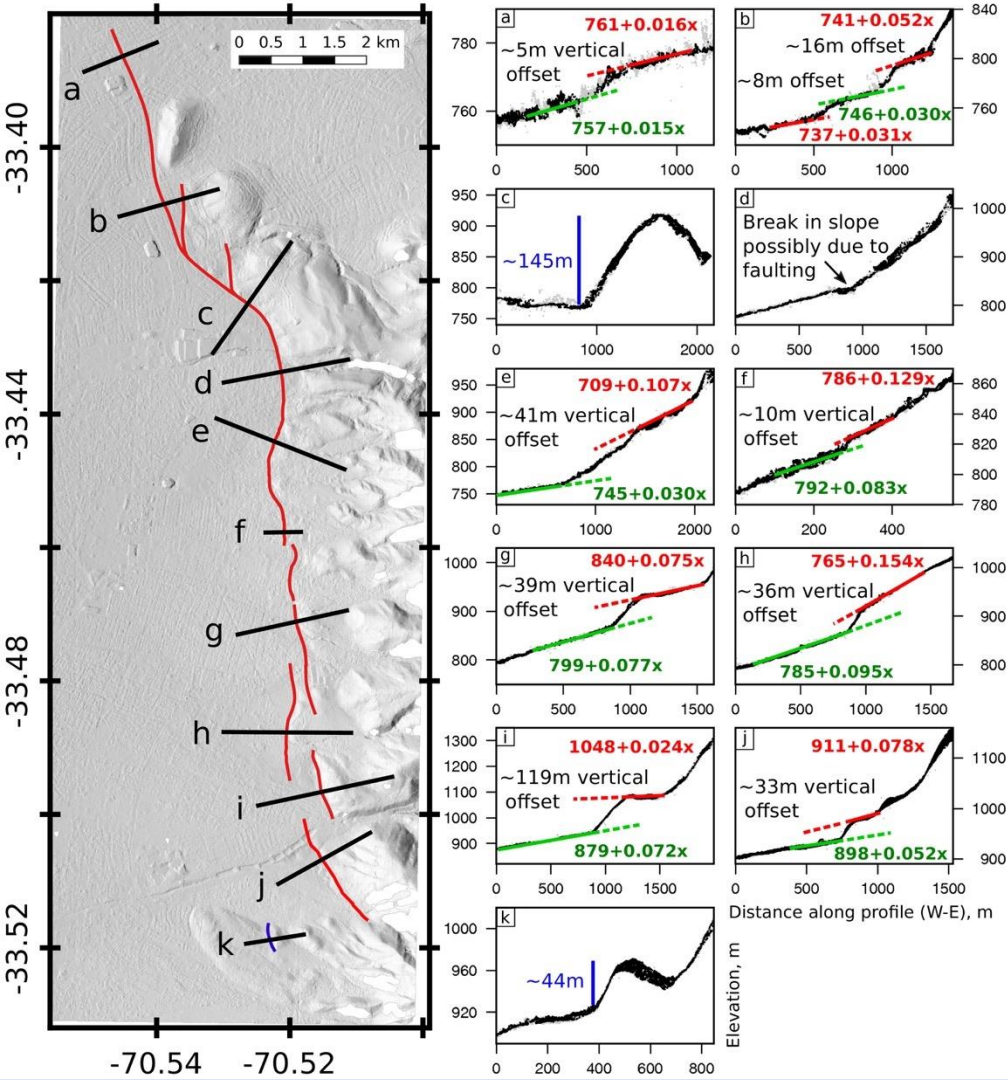 0 0.5 1 1.5 2 km
a
b
c
d
e
f
g
h
i
j
k
-33.40
-33.44
-33.48
-33.52
-70.54 -70.52
a
761+0.016x
~5m vertical
offset
757+0.015x
780
760
0 500 1000
b
741+0.052x
~16m offset
~8m offset
746+0.030x
737+0.031x
840
800
760
0 500 1000
c
~145m
950
900
850
800
750
0 1000 2000
d
Break in slope
possibly due to
faulting
1000
900
800
0 500 1000 1500
e
709+0.107x
~41m vertical
offset
745+0.030x
950
900
850
800
750
0 1000 2000
f
786+0.129x
~10m vertical
offset
792+0.083x
860
840
820
800
780
0 200 400
g
840+0.075x
~39m vertical
offset
799+0.077x
1000
900
800
0 500 1000 1500
h
765+0.154x
~36m vertical
offset
785+0.095x
1000
900
800
0 500 1000 1500
i
1048+0.024x
~119m vertical
offset
879+0.072x
1300
1200
1100
1000
900
0 500 1000 1500
j
911+0.078x
~33m vertical
offset
898+0.052x
1100
1000
900
0 500 1000 1500
Distance along profile (W-E), m
k
~44m
1000
960
920
0 200 400 600 800
Elevation, m